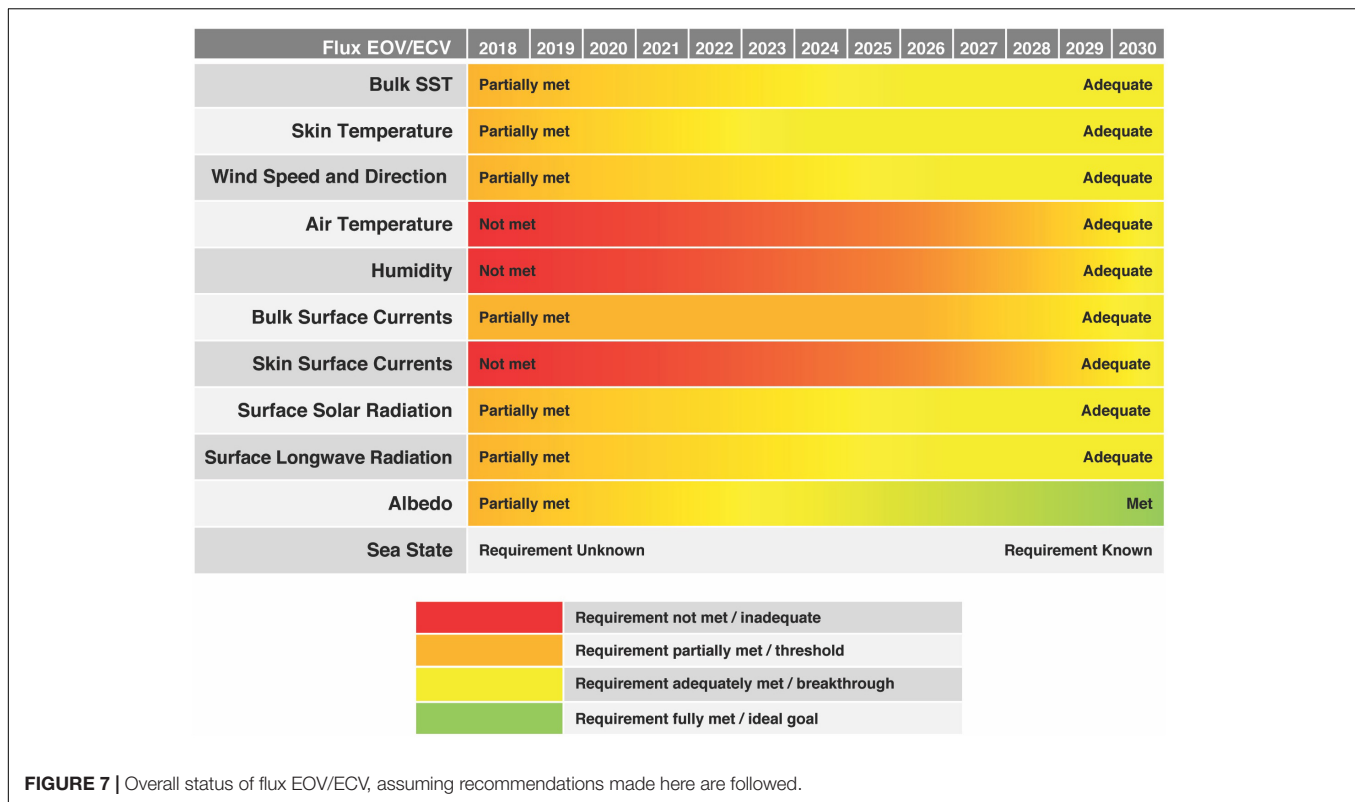 Flux EOV/ECV 2018 2019 2020 2021 2022 2023 2024 2025 2026 2027 2028 2029 2030
Bulk SST Partially met Adequate
Skin Temperature Partially met Adequate
Wind Speed and Direction Partially met Adequate
Air Temperature Not met Adequate
Humidity Not met Adequate
Bulk Surface Currents Partially met Adequate
Skin Surface Currents Not met Adequate
Surface Solar Radiation Partially met Adequate
Surface Longwave Radiation Partially met Adequate
Albedo Partially met Met
Sea State Requirement Unknown Requirement Known
Requirement not met / inadequate
Requirement partially met / threshold
Requirement adequately met / breakthrough
Requirement fully met / ideal goal
FIGURE 7 | Overall status of flux EOV/ECV, assuming recommendations made here are followed.